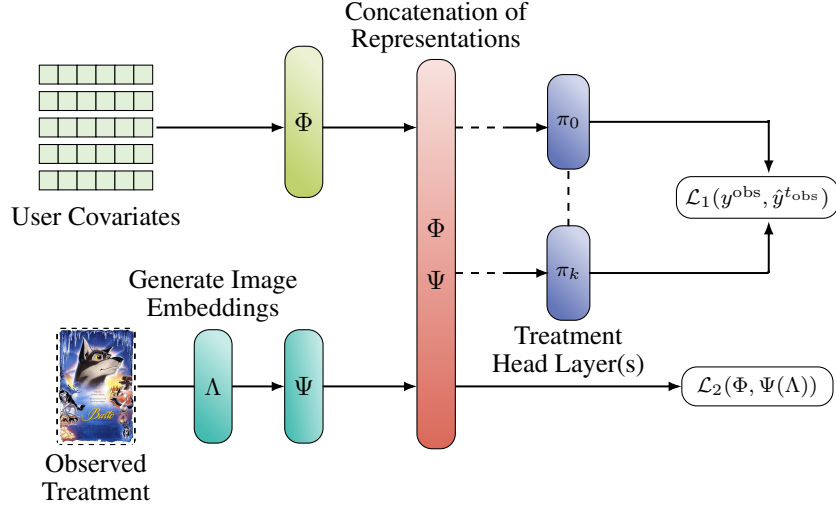 Concatenation of
Representations
Φ
π₀
User Covariates
ℒ₁(yᵒᵇˢ, ŷᵗᵒᵇˢ)
Φ
Ψ
πₖ
Generate Image
Embeddings
Treatment
Head Layer(s)
Λ
Ψ
ℒ₂(Φ, Ψ(Λ))
Balto
Observed
Treatment